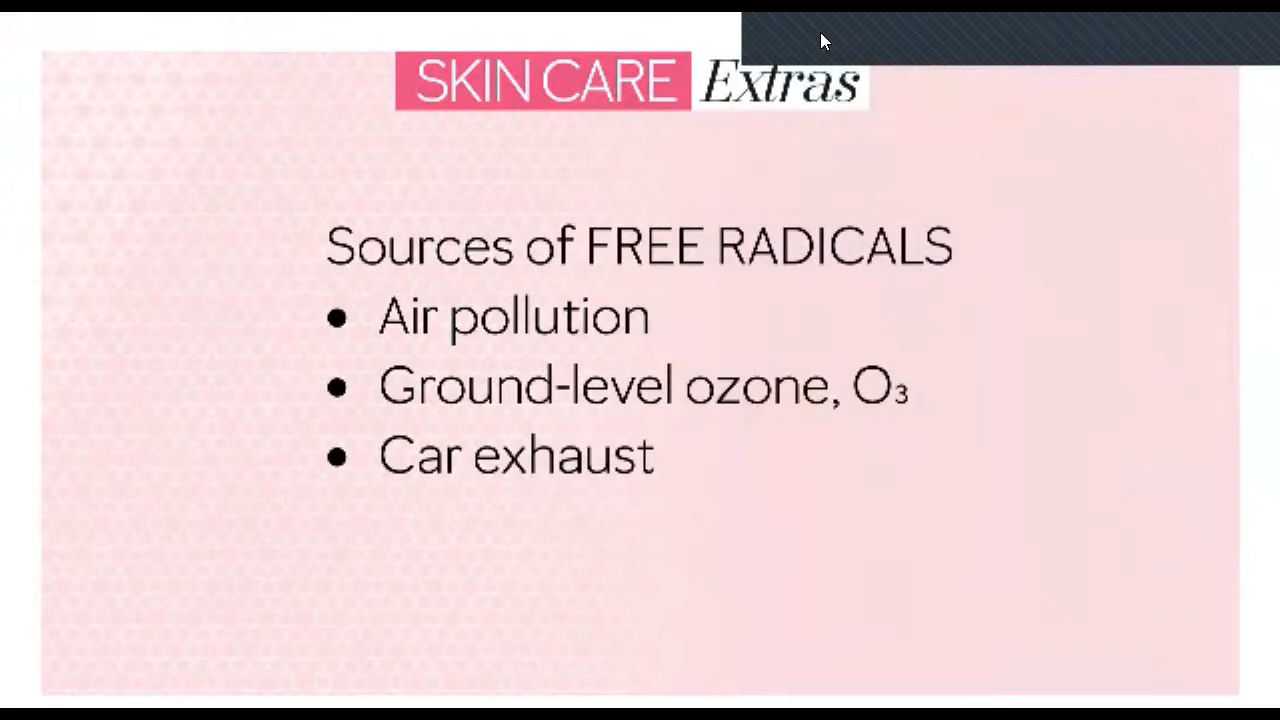 SKIN CARE Extras
Sources of FREE RADICALS
• Air pollution
• Ground-level ozone, O₃
• Car exhaust